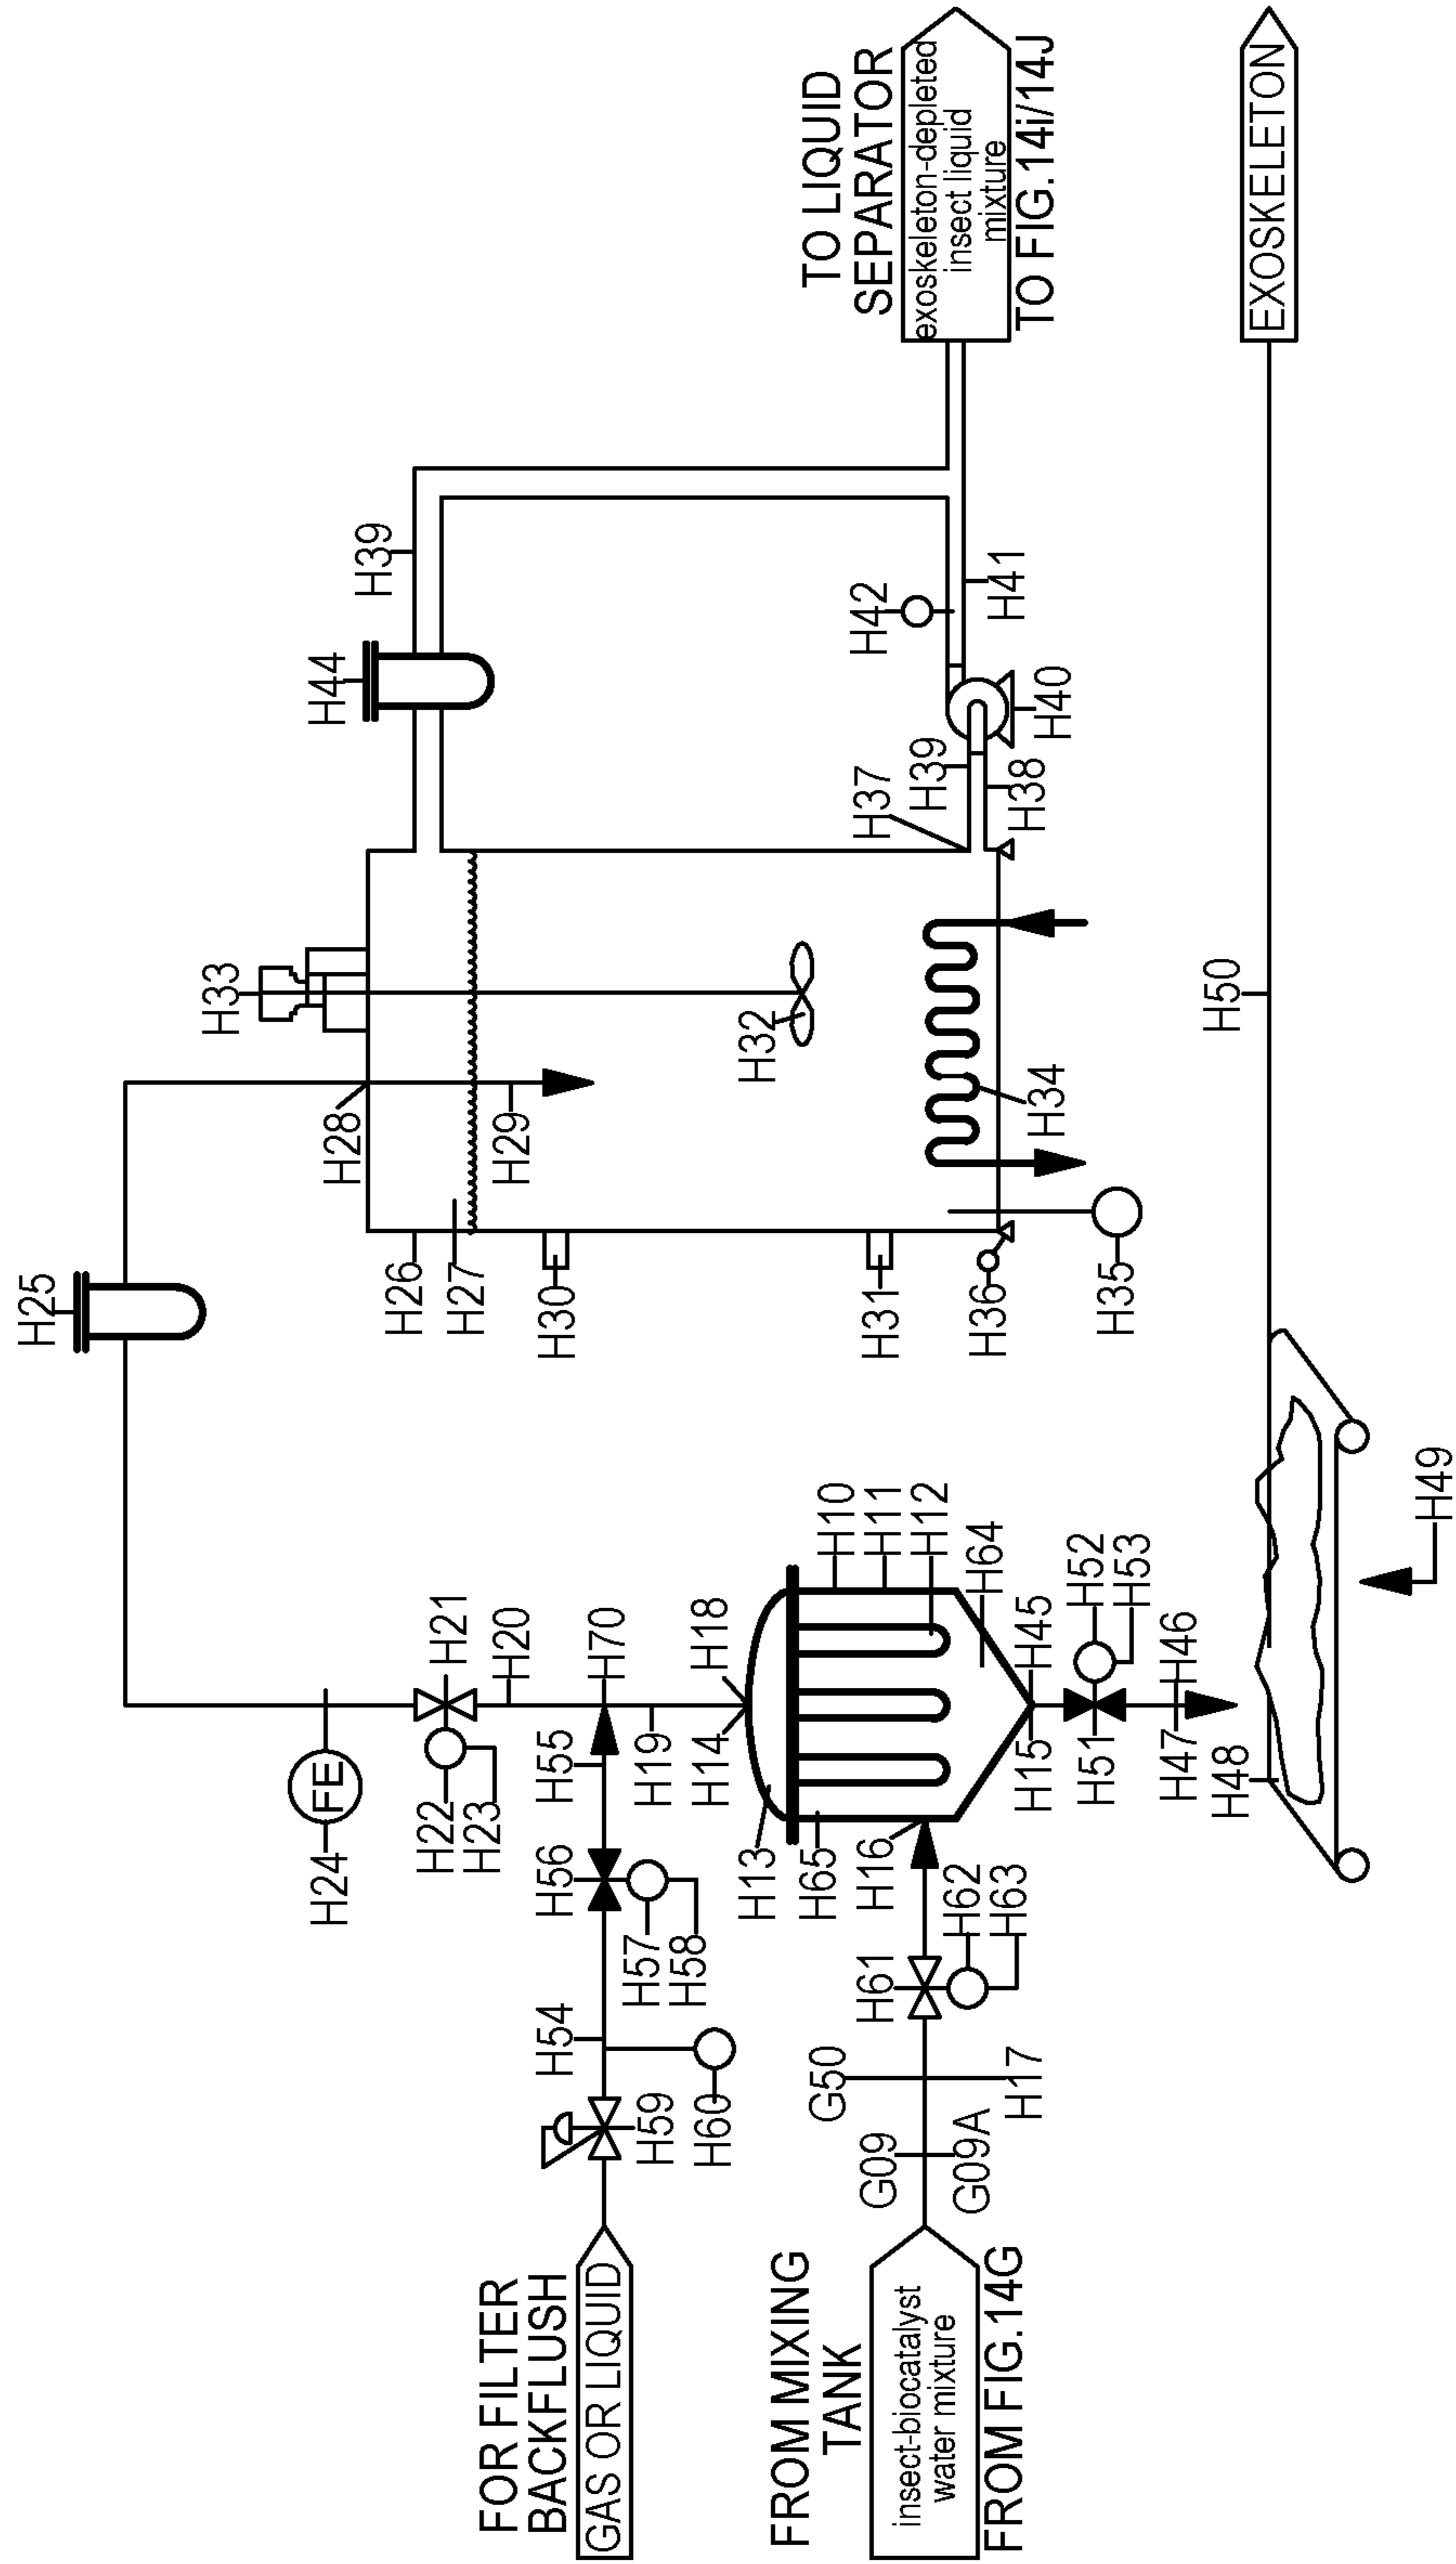 H25
H24
FE
H22
H23
H21
H20
FOR FILTER
BACKFLUSH
GAS OR LIQUID
H59
H60
H54
H56
H57
H58
H55
H70
H19
H14
H18
H13
H65
H10
H11
H12
H64
H16
H15
H45
FROM MIXING
TANK
insect-biocatalyst
water mixture
FROM FIG.14G
G09
G09A
G50
H17
H61
H62
H63
H51
H52
H53
H47
H46
H48
H49
H50
EXOSKELETON
H28
H33
H26
H27
H29
H30
H31
H32
H34
H36
H35
H44
H39
H37
H39
H38
H40
H42
H41
TO LIQUID
SEPARATOR
exoskeleton-depleted
insect liquid
mixture
TO FIG.14i/14J